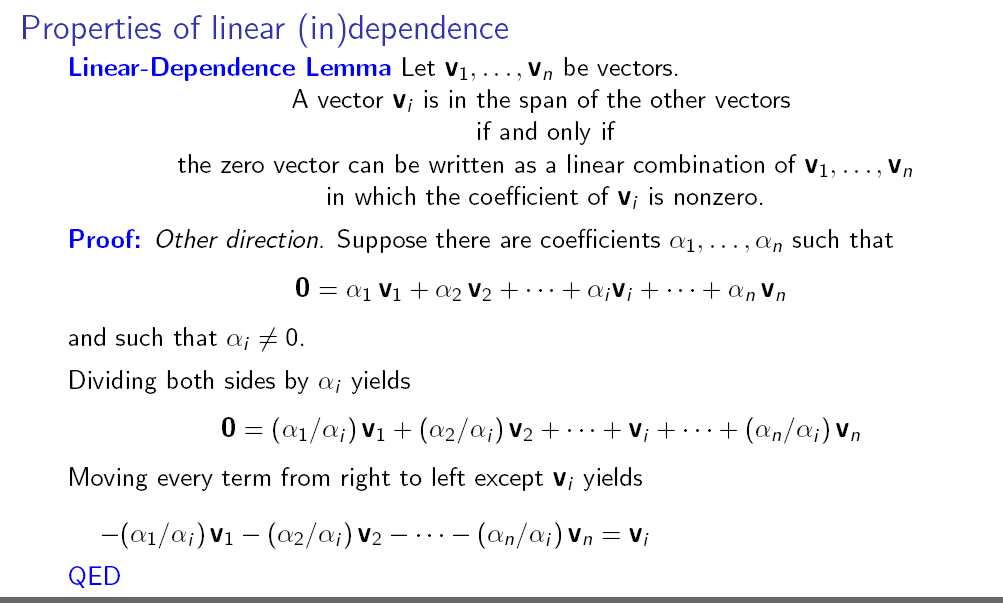 Properties of linear (in)dependence
Linear-Dependence Lemma Let v₁, . . . , vₙ be vectors.
A vector vᵢ is in the span of the other vectors
if and only if
the zero vector can be written as a linear combination of v₁, . . . , vₙ
in which the coefficient of vᵢ is nonzero.
Proof: Other direction. Suppose there are coefficients α₁, . . . , αₙ such that
0 = α₁ v₁ + α₂ v₂ + · · · + αᵢvᵢ + · · · + αₙ vₙ
and such that αᵢ ≠ 0.
Dividing both sides by αᵢ yields
0 = (α₁/αᵢ) v₁ + (α₂/αᵢ) v₂ + · · · + vᵢ + · · · + (αₙ/αᵢ) vₙ
Moving every term from right to left except vᵢ yields
−(α₁/αᵢ) v₁ − (α₂/αᵢ) v₂ − · · · − (αₙ/αᵢ) vₙ = vᵢ
QED